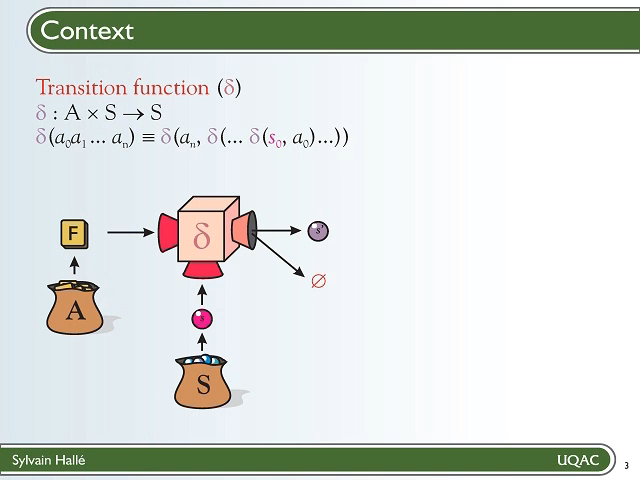 Context
Transition function (δ)
δ : A × S → S
δ(a0a1 ... an) ≡ δ(an, δ(... δ(s0, a0)...))
F
δ
s'
A
∅
s
S
Sylvain Hallé
UQAC
3